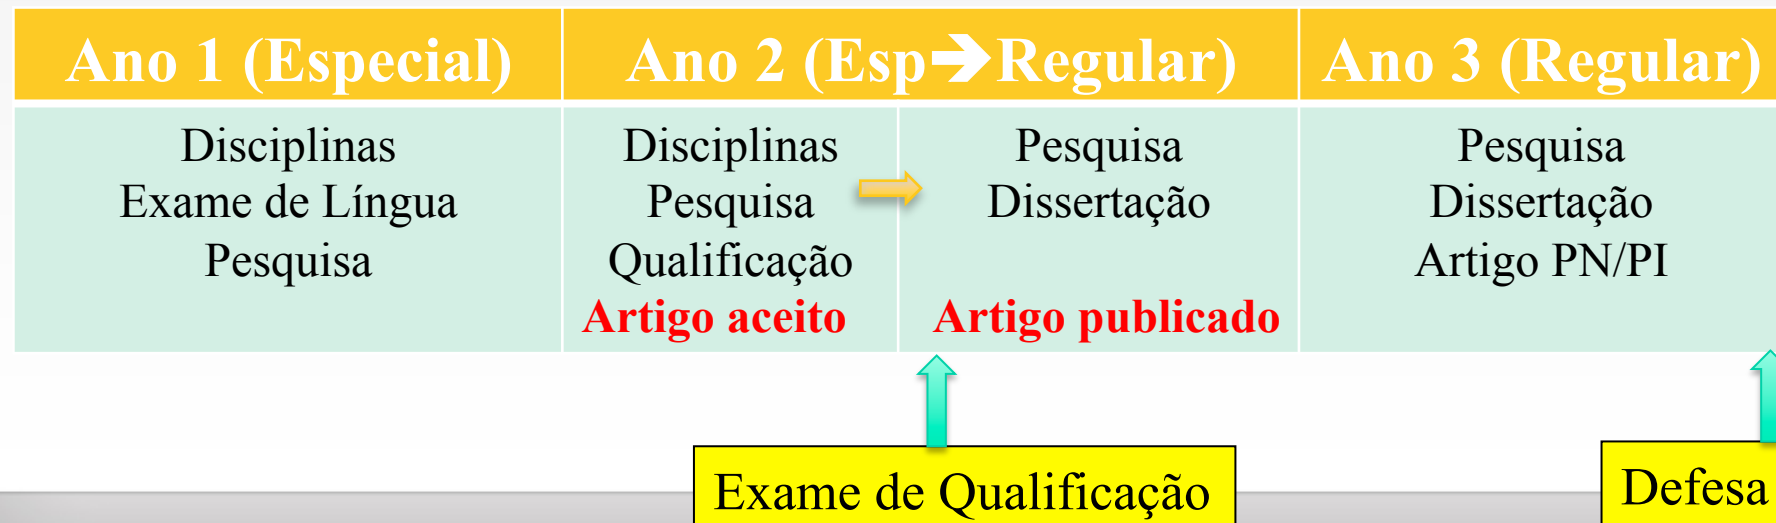 Ano 1 (Especial)
Ano 2 (Esp➔Regular)
Ano 3 (Regular)
Disciplinas
Exame de Língua
Pesquisa
Disciplinas
Pesquisa
Qualificação
Artigo aceito
Pesquisa
Dissertação
Artigo publicado
Pesquisa
Dissertação
Artigo PN/PI
Exame de Qualificação
Defesa